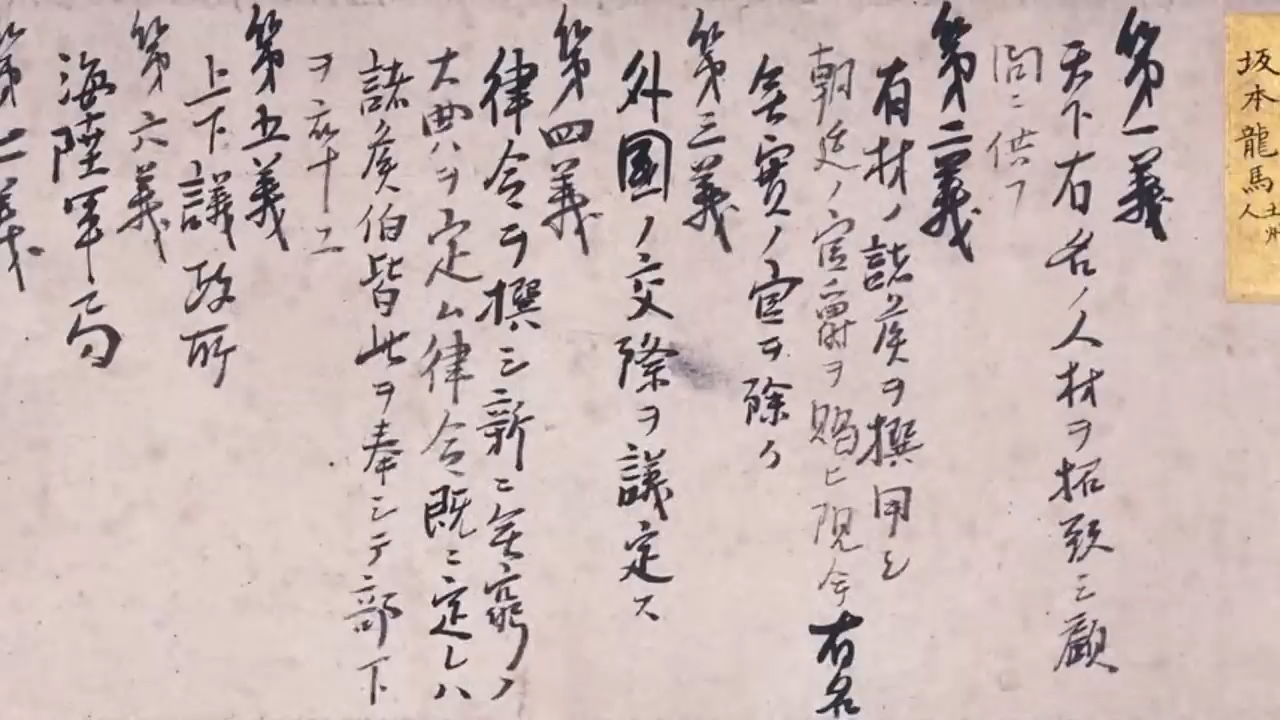 坂本龍馬 土州人
第一義
天下有名ノ人材ヲ招致シ顧
問ニ供フ
第二義
有材ノ諸侯ヲ撰用シ
朝廷ノ官爵ヲ賜ヒ現今有名
無實ノ官ヲ除ク
第三義
外國ノ交際ヲ議定ス
第四義
律令ヲ撰シ新ニ無窮ノ
大典ヲ定ム律令既ニ定レハ
諸侯伯皆此ヲ奉シテ部下
ヲ率ユ
第五義
上下議政所
第六義
海陸軍局
第七義